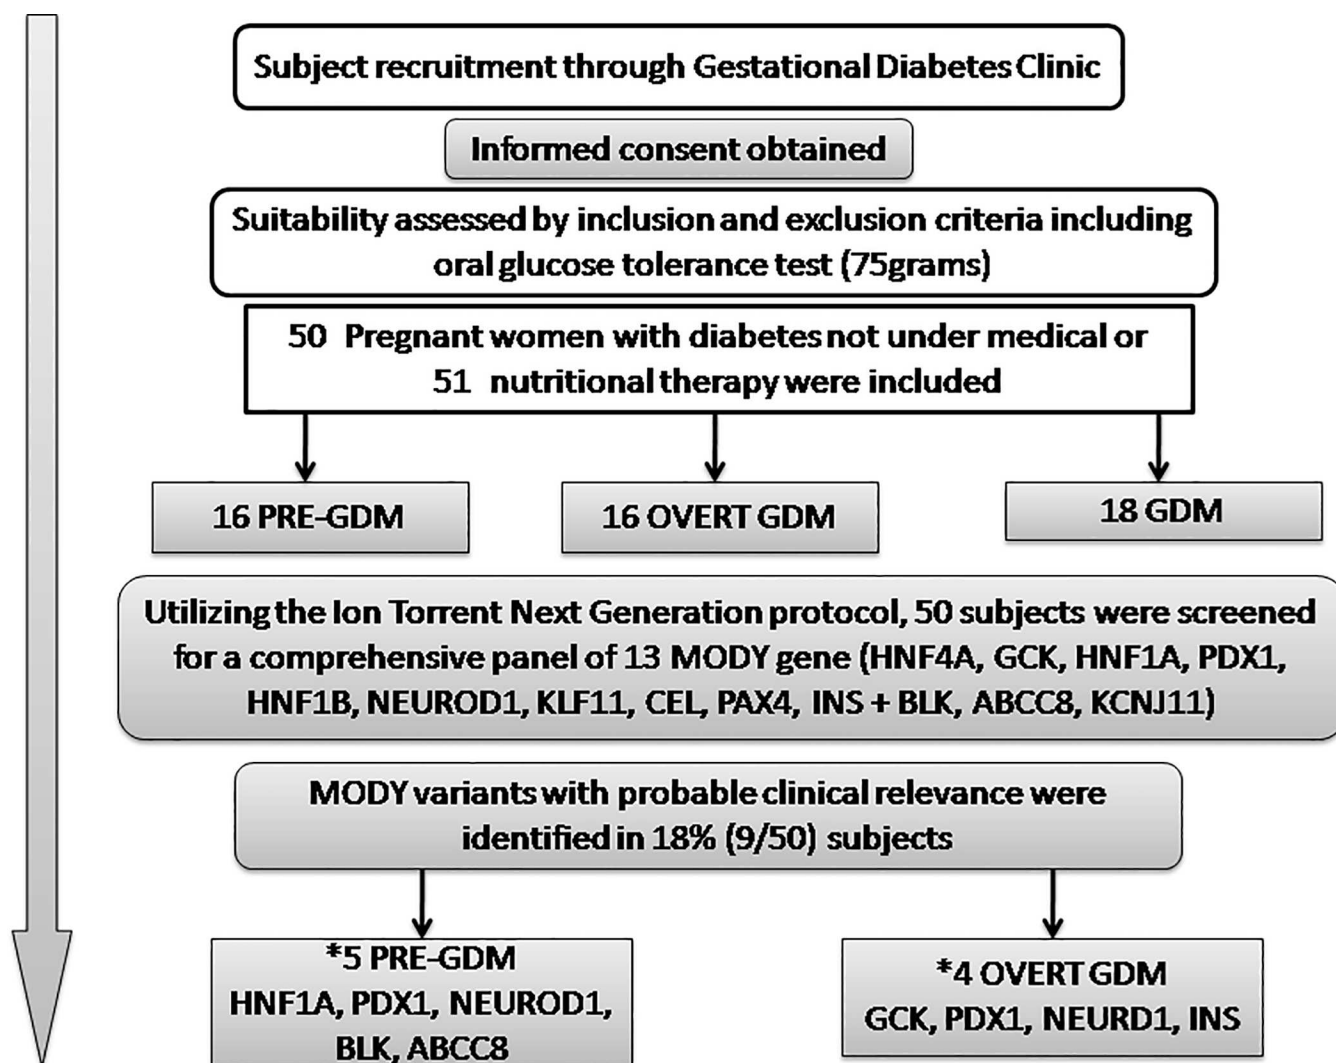 Subject recruitment through Gestational Diabetes Clinic
Informed consent obtained
Suitability assessed by inclusion and exclusion criteria including
oral glucose tolerance test (75grams)
50 Pregnant women with diabetes not under medical or
51 nutritional therapy were included
16 PRE-GDM
16 OVERT GDM
18 GDM
Utilizing the Ion Torrent Next Generation protocol, 50 subjects were screened
for a comprehensive panel of 13 MODY gene (HNF4A, GCK, HNF1A, PDX1,
HNF1B, NEUROD1, KLF11, CEL, PAX4, INS + BLK, ABCC8, KCNJ11)
MODY variants with probable clinical relevance were
identified in 18% (9/50) subjects
*5 PRE-GDM
HNF1A, PDX1, NEUROD1,
BLK, ABCC8
*4 OVERT GDM
GCK, PDX1, NEURD1, INS